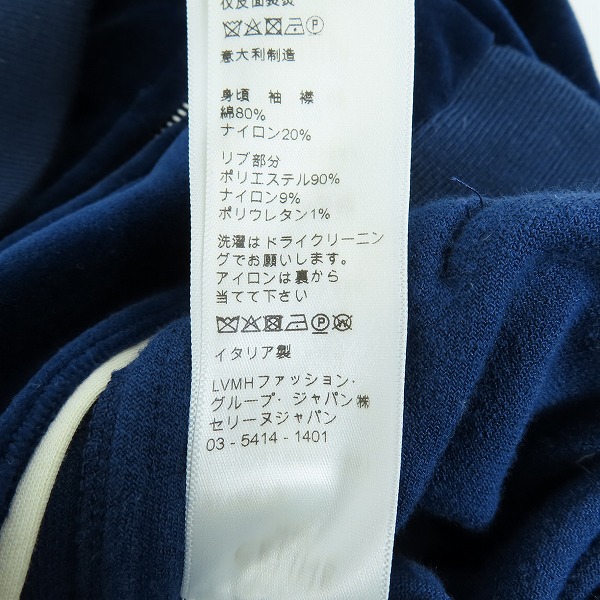 仅反面熨烫
意大利制造
身頃 袖 襟
綿80%
ナイロン20%
リブ部分
ポリエステル90%
ナイロン9%
ポリウレタン1%
洗濯はドライクリーニン
グでお願いします。
アイロンは裏から
当てて下さい
イタリア製
LVMHファッション・
グループ・ジャパン㈱
セリーヌジャパン
03-5414-1401